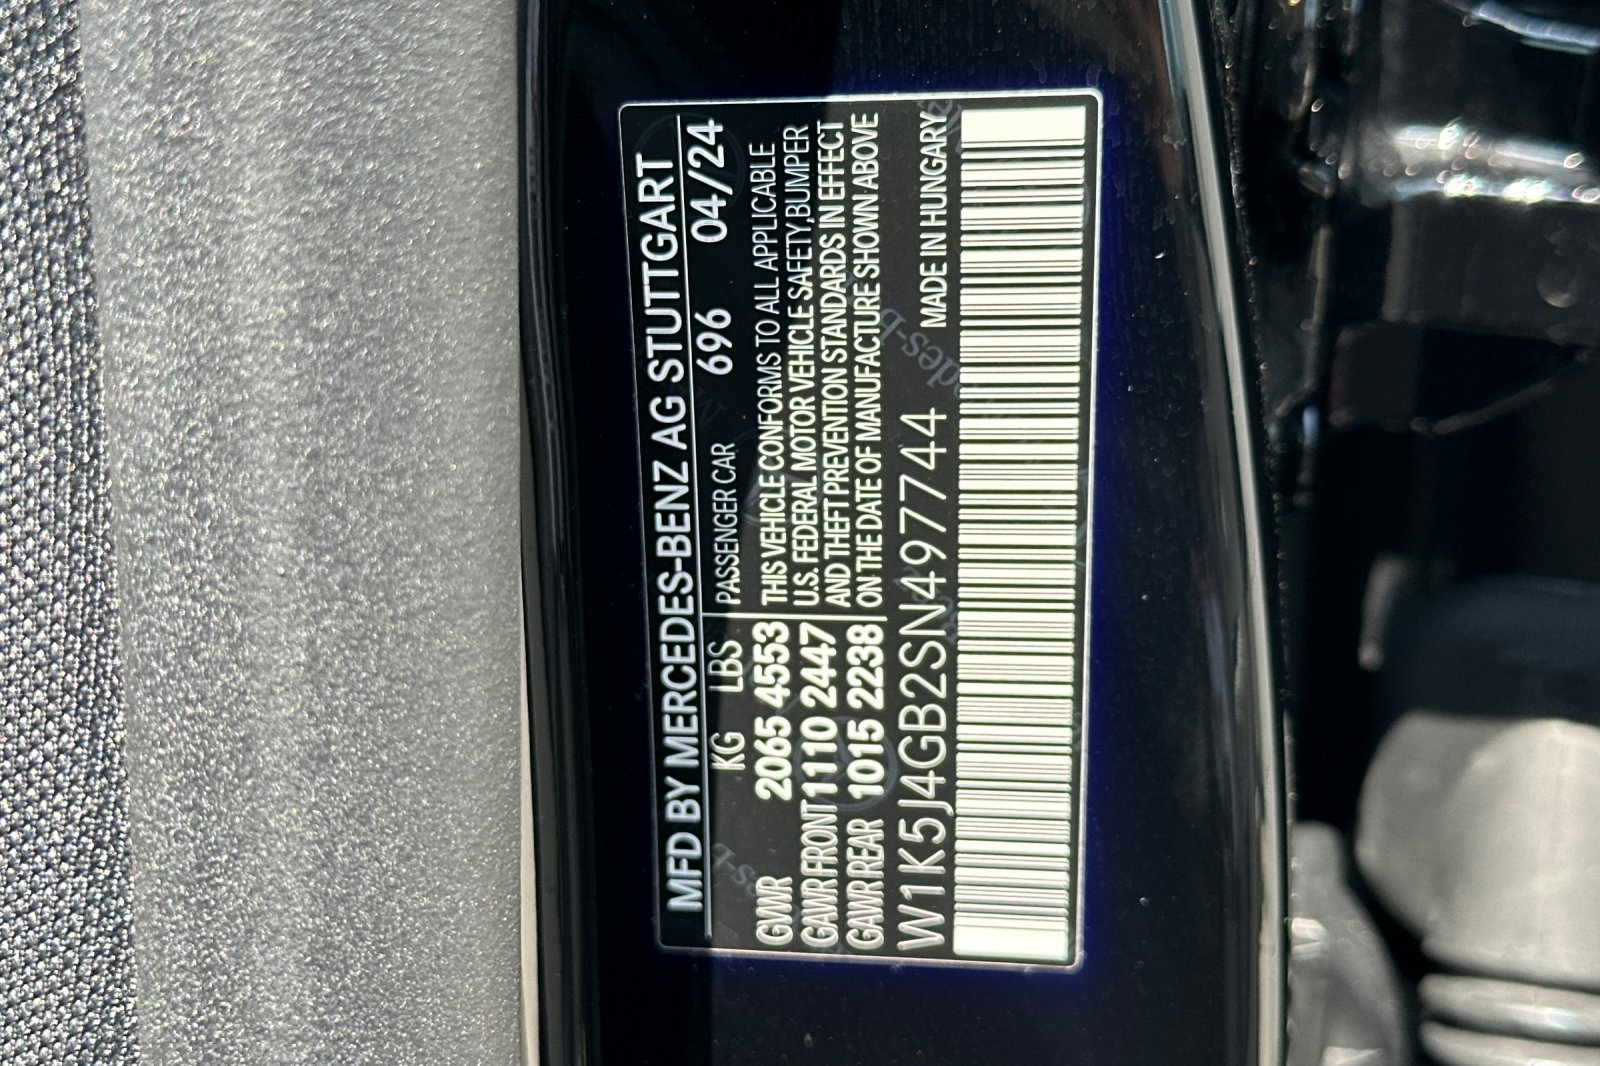 MFD BY MERCEDES-BENZ AG STUTTGART
KG LBS PASSENGER CAR 696 04/24
GVWR 2065 4553 THIS VEHICLE CONFORMS TO ALL APPLICABLE
GAWR FRONT 1110 2447 U.S. FEDERAL MOTOR VEHICLE SAFETY,BUMPER
AND THEFT PREVENTION STANDARDS IN EFFECT
GAWR REAR 1015 2238 ON THE DATE OF MANUFACTURE SHOWN ABOVE
W1K5J4GB2SN497744 MADE IN HUNGARY